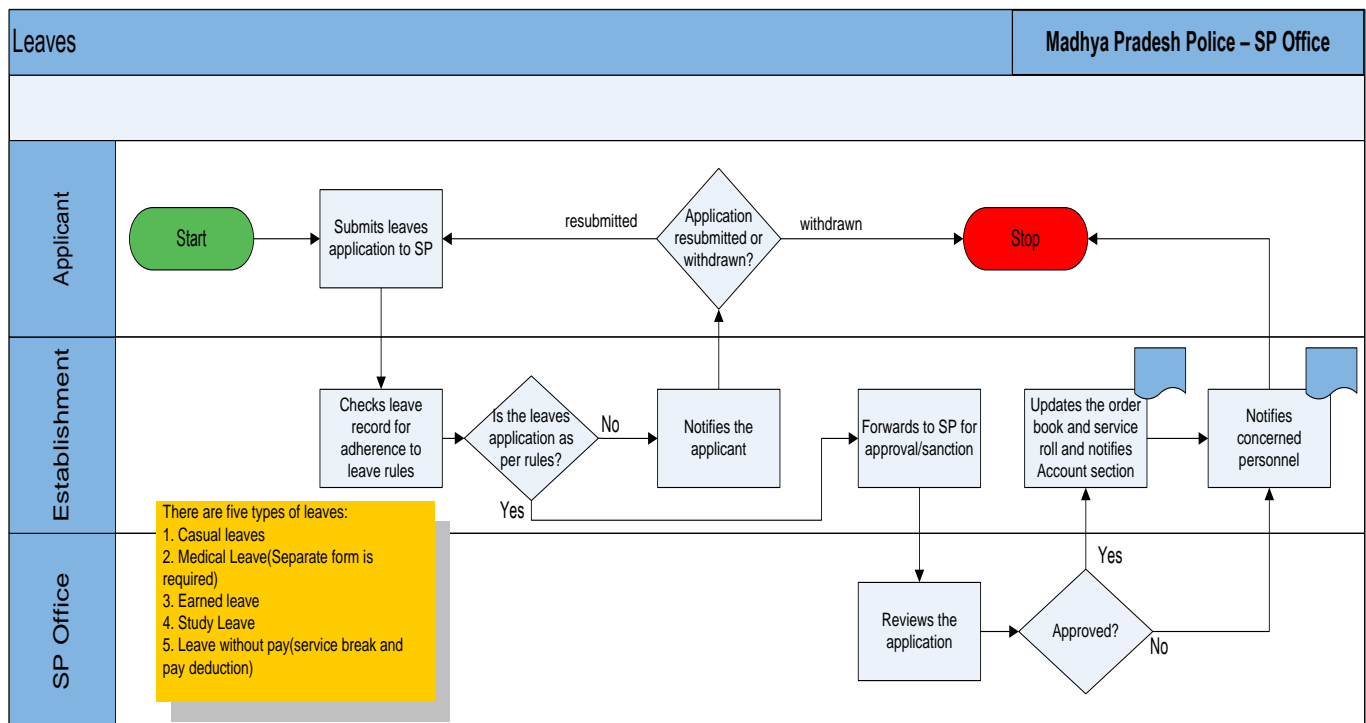 Leaves
Madhya Pradesh Police – SP Office
Applicant
Start
Submits leaves
application to SP
resubmitted
Application
resubmitted or
withdrawn?
withdrawn
Stop
Establishment
Checks leave
record for
adherence to
leave rules
Is the leaves
application as
per rules?
No
Yes
Notifies the
applicant
Forwards to SP for
approval/sanction
Updates the order
book and service
roll and notifies
Account section
Notifies
concerned
personnel
SP Office
There are five types of leaves:
1. Casual leaves
2. Medical Leave(Separate form is
required)
3. Earned leave
4. Study Leave
5. Leave without pay(service break and
pay deduction)
Reviews the
application
Approved?
Yes
No